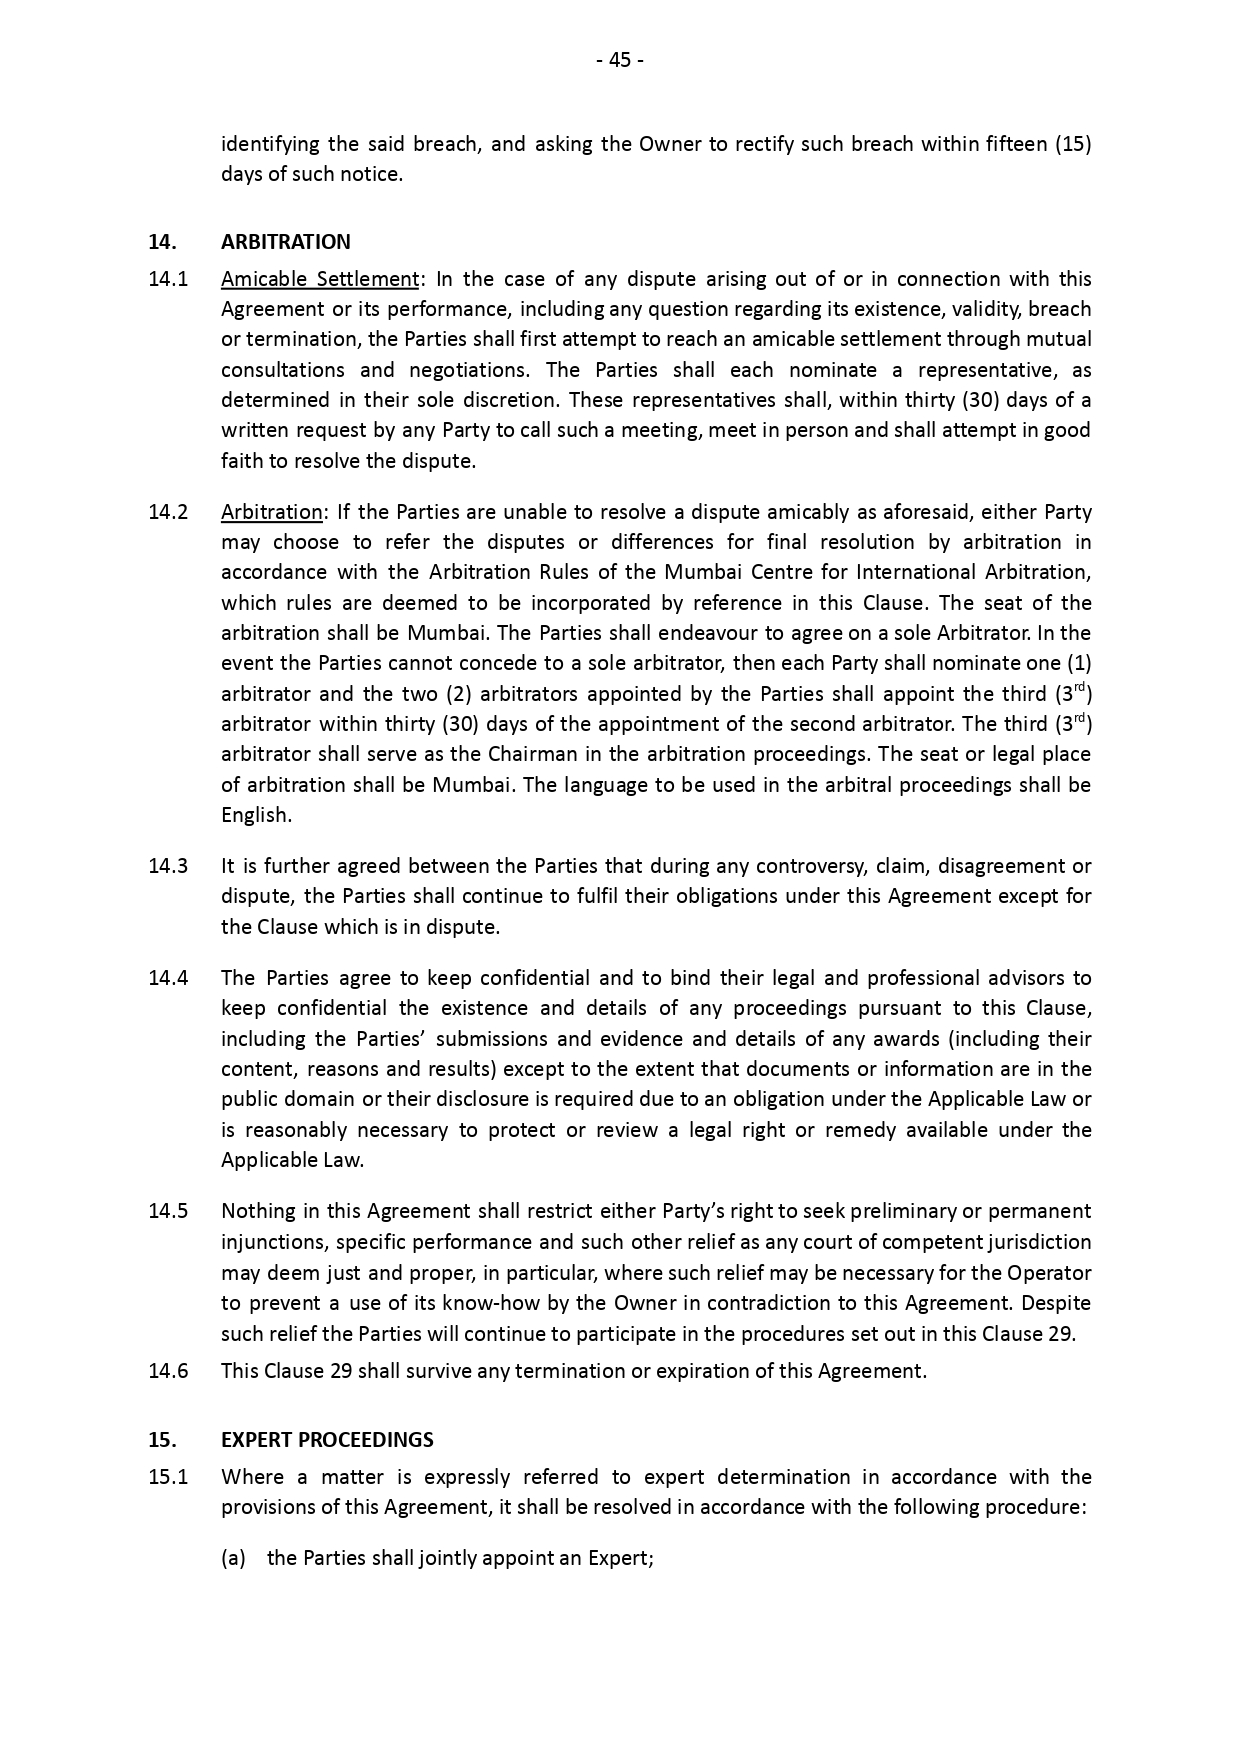 - 45 -
identifying the said breach, and asking the Owner to rectify such breach within fifteen (15)
days of such notice.
14. ARBITRATION
14.1 Amicable Settlement: In the case of any dispute arising out of or in connection with this
Agreement or its performance, including any question regarding its existence, validity, breach
or termination, the Parties shall first attempt to reach an amicable settlement through mutual
consultations and negotiations. The Parties shall each nominate a representative, as
determined in their sole discretion. These representatives shall, within thirty (30) days of a
written request by any Party to call such a meeting, meet in person and shall attempt in good
faith to resolve the dispute.
14.2 Arbitration: If the Parties are unable to resolve a dispute amicably as aforesaid, either Party
may choose to refer the disputes or differences for final resolution by arbitration in
accordance with the Arbitration Rules of the Mumbai Centre for International Arbitration,
which rules are deemed to be incorporated by reference in this Clause. The seat of the
arbitration shall be Mumbai. The Parties shall endeavour to agree on a sole Arbitrator. In the
event the Parties cannot concede to a sole arbitrator, then each Party shall nominate one (1)
arbitrator and the two (2) arbitrators appointed by the Parties shall appoint the third (3rd)
arbitrator within thirty (30) days of the appointment of the second arbitrator. The third (3rd)
arbitrator shall serve as the Chairman in the arbitration proceedings. The seat or legal place
of arbitration shall be Mumbai. The language to be used in the arbitral proceedings shall be
English.
14.3 It is further agreed between the Parties that during any controversy, claim, disagreement or
dispute, the Parties shall continue to fulfil their obligations under this Agreement except for
the Clause which is in dispute.
14.4 The Parties agree to keep confidential and to bind their legal and professional advisors to
keep confidential the existence and details of any proceedings pursuant to this Clause,
including the Parties’ submissions and evidence and details of any awards (including their
content, reasons and results) except to the extent that documents or information are in the
public domain or their disclosure is required due to an obligation under the Applicable Law or
is reasonably necessary to protect or review a legal right or remedy available under the
Applicable Law.
14.5 Nothing in this Agreement shall restrict either Party’s right to seek preliminary or permanent
injunctions, specific performance and such other relief as any court of competent jurisdiction
may deem just and proper, in particular, where such relief may be necessary for the Operator
to prevent a use of its know-how by the Owner in contradiction to this Agreement. Despite
such relief the Parties will continue to participate in the procedures set out in this Clause 29.
14.6 This Clause 29 shall survive any termination or expiration of this Agreement.
15. EXPERT PROCEEDINGS
15.1 Where a matter is expressly referred to expert determination in accordance with the
provisions of this Agreement, it shall be resolved in accordance with the following procedure:
(a) the Parties shall jointly appoint an Expert;